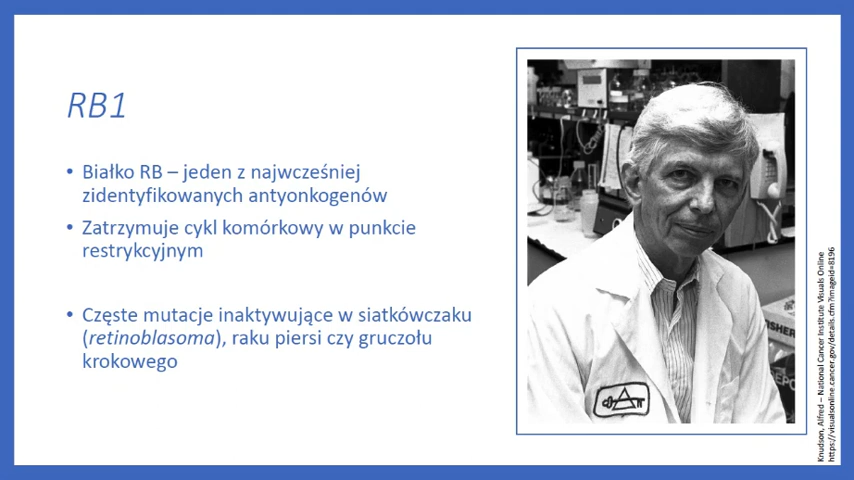 RB1
• Białko RB – jeden z najwcześniej
zidentyfikowanych antyonkogenów
• Zatrzymuje cykl komórkowy w punkcie
restrykcyjnym
• Częste mutacje inaktywujące w siatkówczaku
(retinoblasoma), raku piersi czy gruczołu
krokowego
FISHER
Knudson, Alfred – National Cancer Institute Visuals Online
https://visualsonline.cancer.gov/details.cfm?imageid=8196